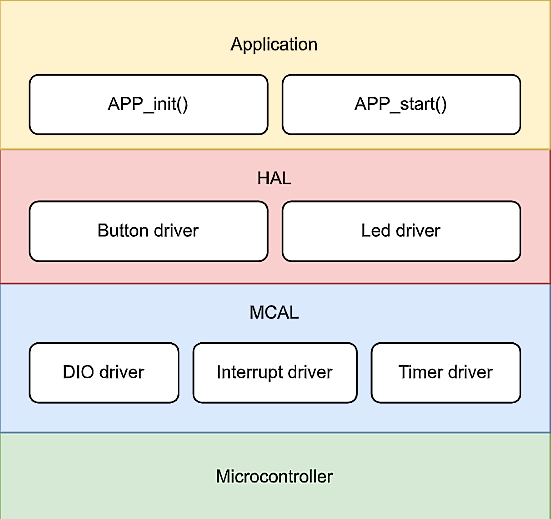 Application
APP_init()
APP_start()
HAL
Button driver
Led driver
MCAL
DIO driver
Interrupt driver
Timer driver
Microcontroller